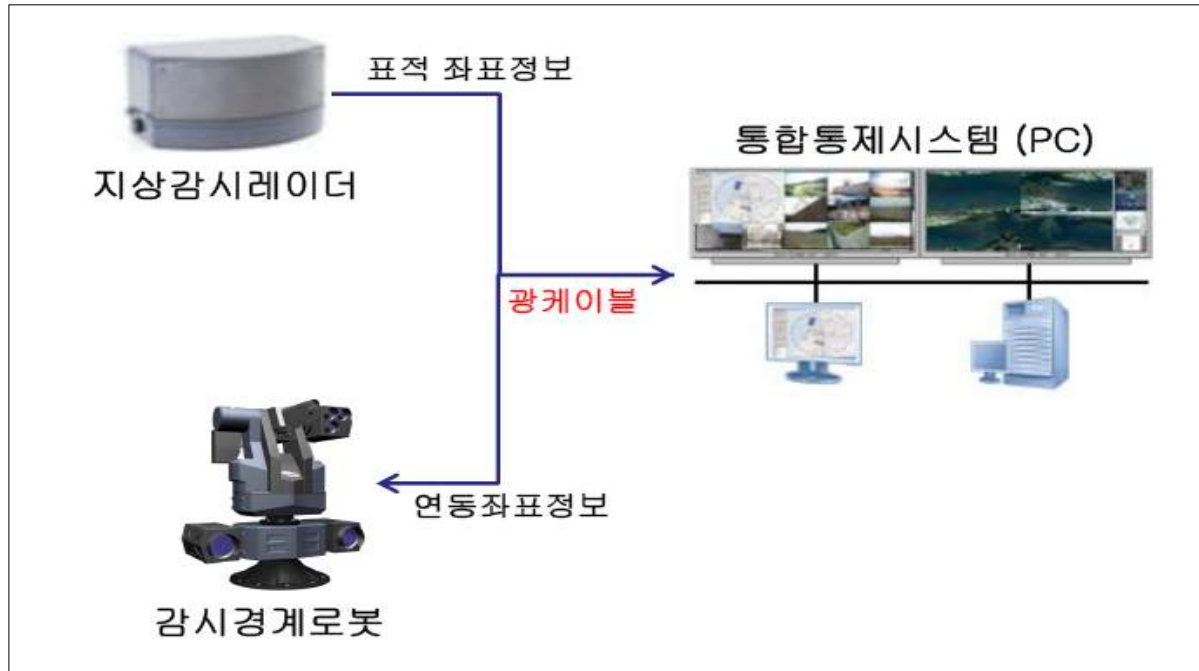 표적 좌표정보
지상감시레이더
통합통제시스템 (PC)
광케이블
연동좌표정보
감시경계로봇